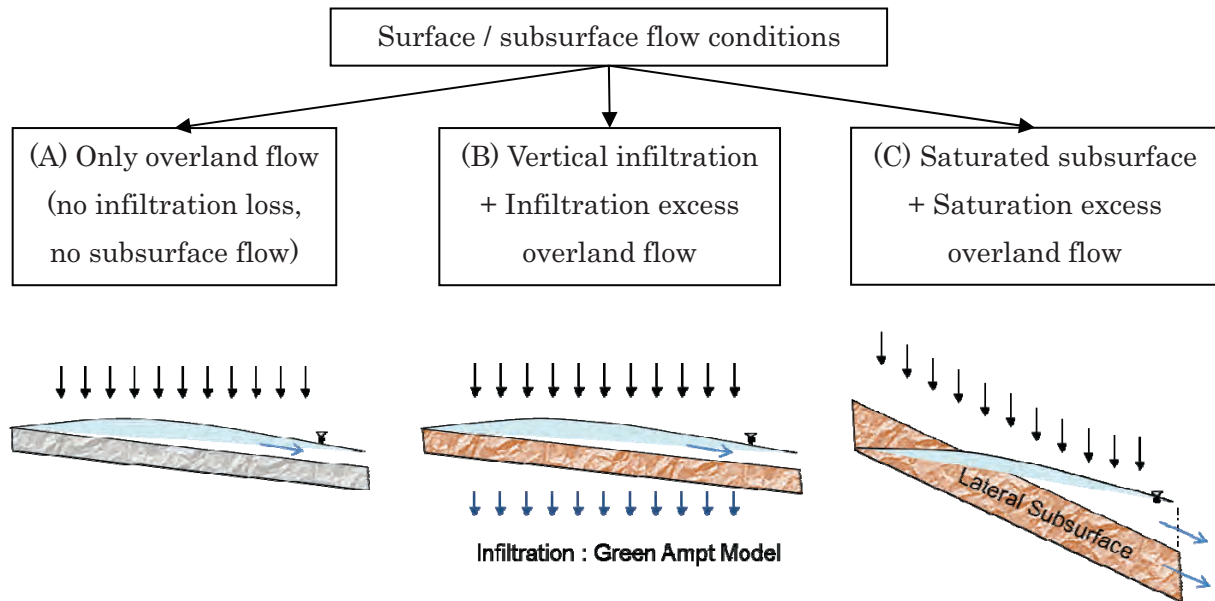 Surface / subsurface flow conditions
(A) Only overland flow
(no infiltration loss,
no subsurface flow)
(B) Vertical infiltration
+ Infiltration excess
overland flow
(C) Saturated subsurface
+ Saturation excess
overland flow
Infiltration : Green Ampt Model
Lateral Subsurface